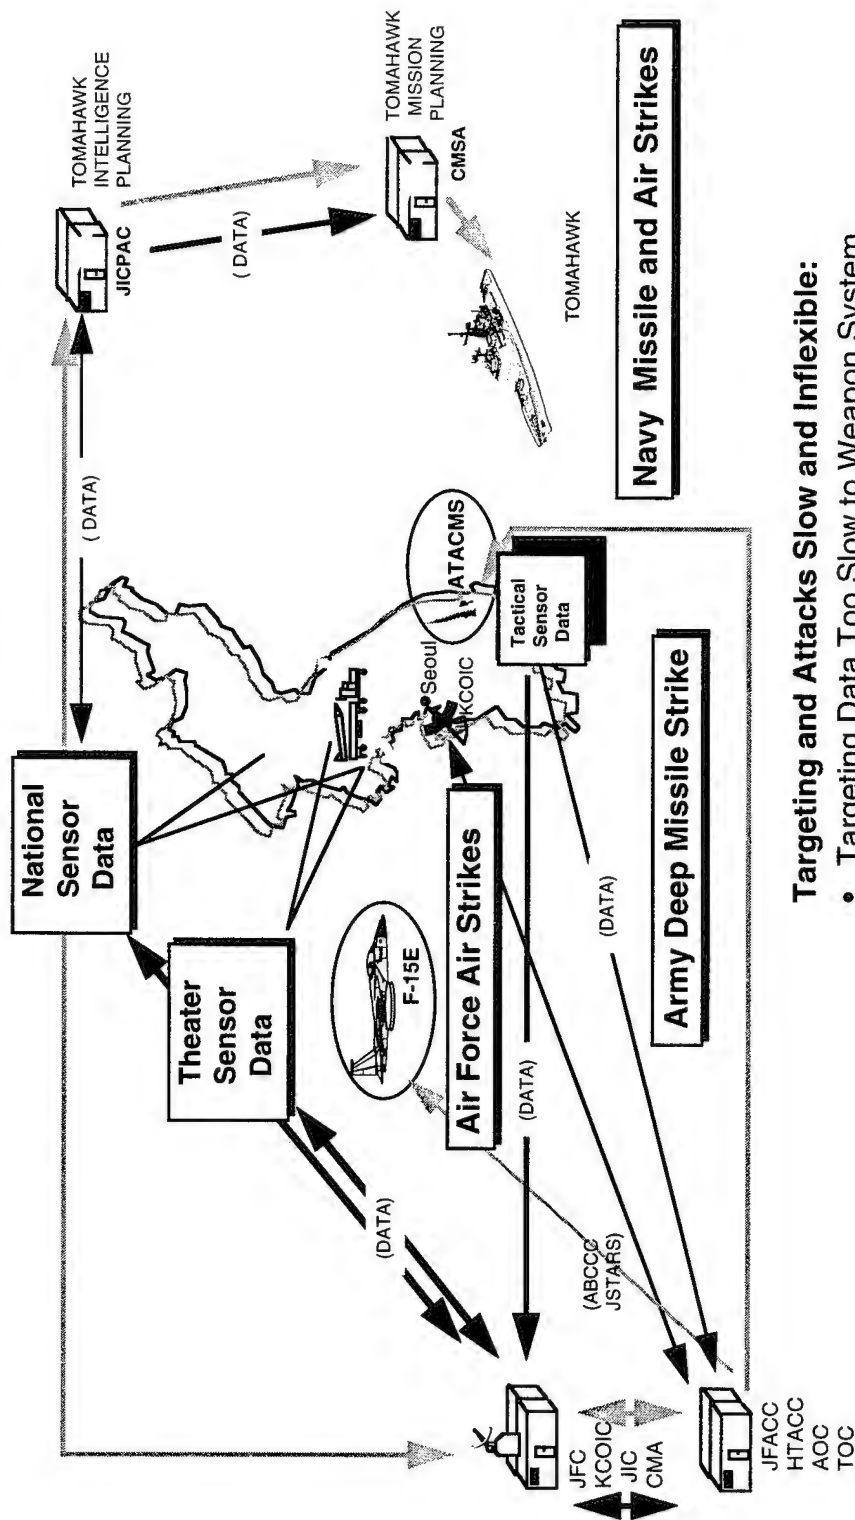 National
Sensor
Data
Theater
Sensor
Data
(DATA)
( DATA)
JICPAC
TOMAHAWK
INTELLIGENCE
PLANNING
( DATA)
CMSA
TOMAHAWK
MISSION
PLANNING
TOMAHAWK
F-15E
Seoul
KCOIC
ATACMS
Tactical
Sensor
Data
Air Force Air Strikes
(DATA)
(DATA)
(ABCCC
JSTARS)
JFC
KCOIC
JIC
CMA
JFACC
HTACC
AOC
TOC
Army Deep Missile Strike
Navy Missile and Air Strikes
Targeting and Attacks Slow and Inflexible:
• Targeting Data Too Slow to Weapon System